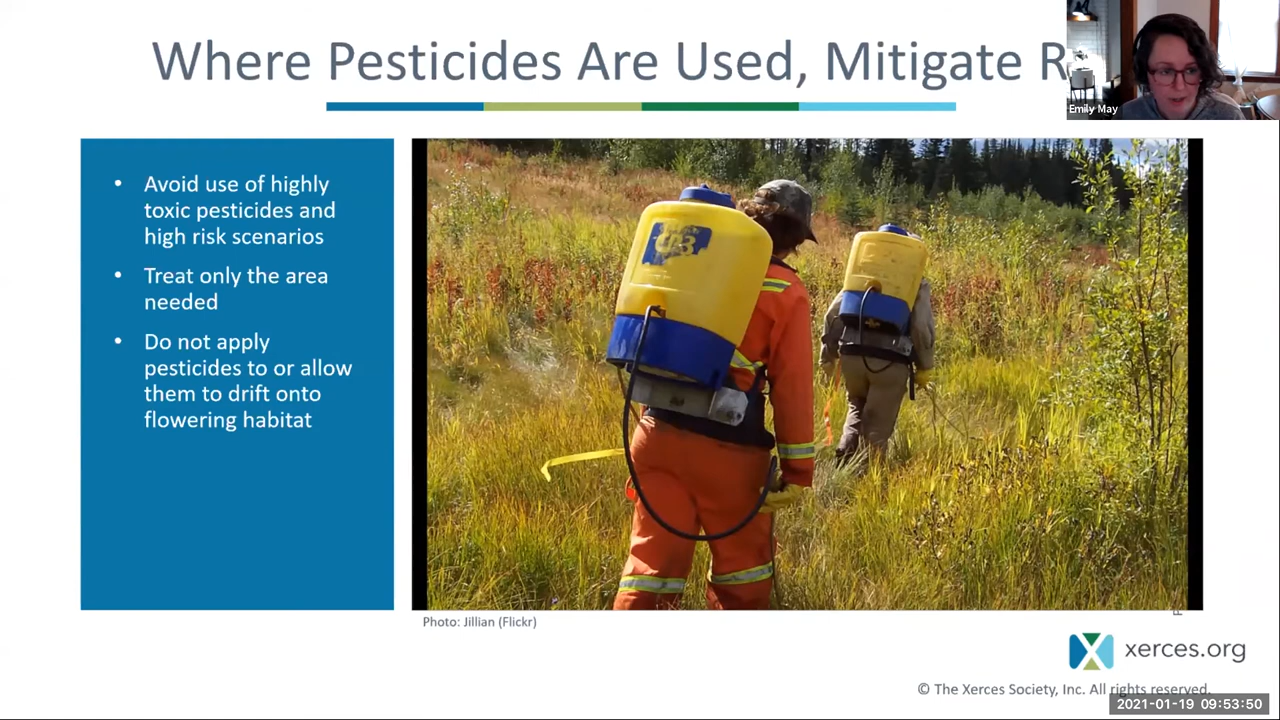 Where Pesticides Are Used, Mitigate R
Emily May
• Avoid use of highly
toxic pesticides and
high risk scenarios
• Treat only the area
needed
• Do not apply
pesticides to or allow
them to drift onto
flowering habitat
Photo: Jillian (Flickr)
xerces.org
© The Xerces Society, Inc. All rights reserved.
2021-01-19 09:53:50